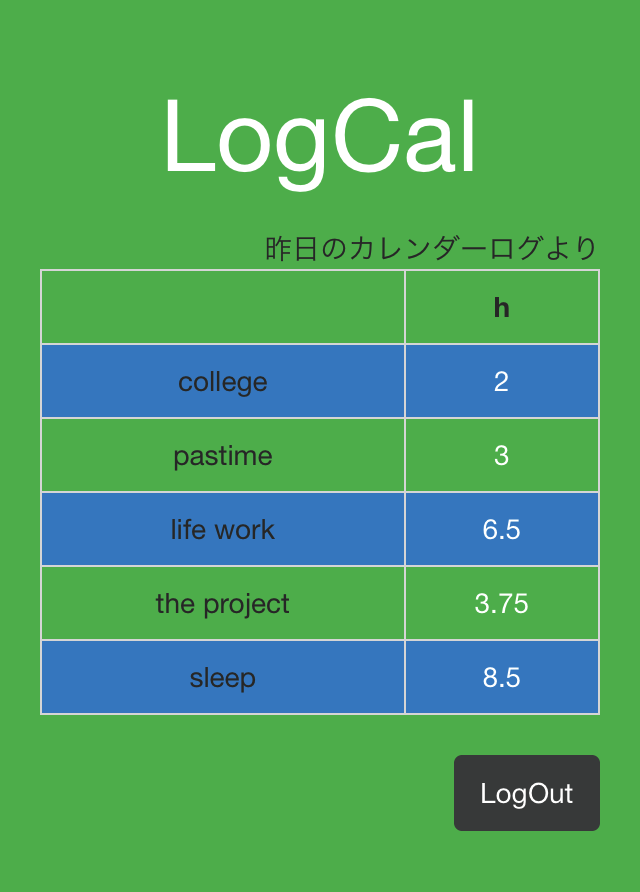 LogCal
昨日のカレンダーログより
h
college 2
pastime 3
life work 6.5
the project 3.75
sleep 8.5
LogOut